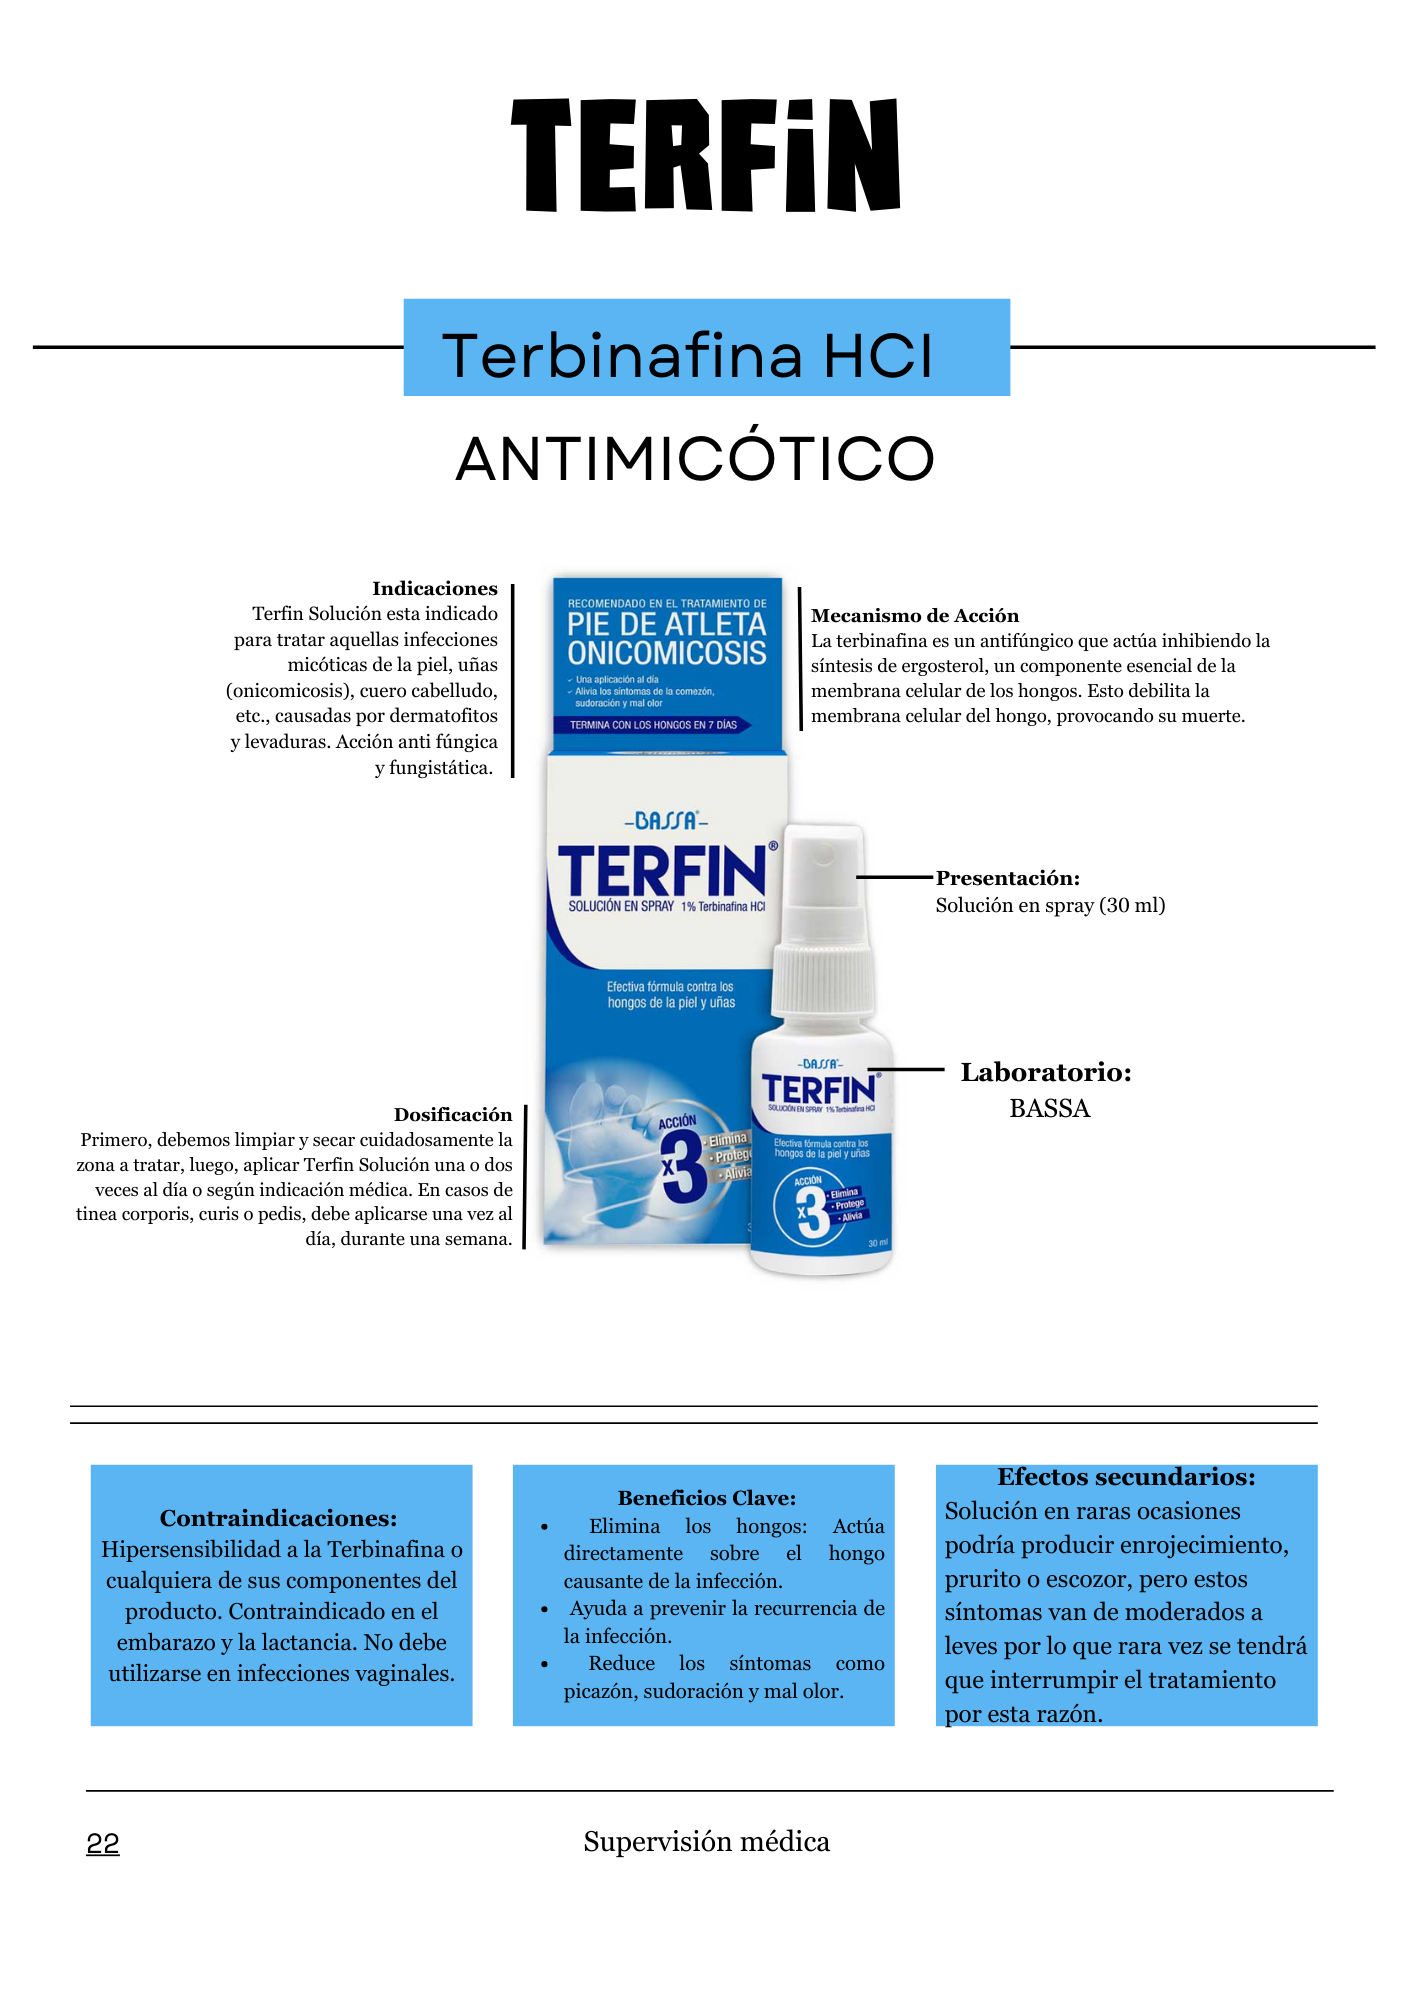 TERFiN
Terbinafina HCl
ANTIMICÓTICO
Indicaciones
Terfin Solución esta indicado
para tratar aquellas infecciones
micóticas de la piel, uñas
(onicomicosis), cuero cabelludo,
etc., causadas por dermatofitos
y levaduras. Acción anti fúngica
y fungistática.
RECOMENDADO EN EL TRATAMIENTO DE
PIE DE ATLETA
ONICOMICOSIS
Una aplicación al día
Alivia los síntomas de la comezón,
sudoración y mal olor
TERMINA CON LOS HONGOS EN 7 DÍAS
Mecanismo de Acción
La terbinafina es un antifúngico que actúa inhibiendo la
síntesis de ergosterol, un componente esencial de la
membrana celular de los hongos. Esto debilita la
membrana celular del hongo, provocando su muerte.
-BASSA-
TERFIN®
SOLUCIÓN EN SPRAY 1% Terbinafina HCl
Efectiva fórmula contra los
hongos de la piel y uñas
ACCIÓN
x3
• Elimina
• Protege
• Alivia
Presentación:
Solución en spray (30 ml)
-BASSA-
TERFIN®
SOLUCIÓN EN SPRAY 1% Terbinafina HCl
Efectiva fórmula contra los
hongos de la piel y uñas
ACCIÓN
x3
• Elimina
• Protege
• Alivia
30 ml
Laboratorio:
BASSA
Dosificación
Primero, debemos limpiar y secar cuidadosamente la
zona a tratar, luego, aplicar Terfin Solución una o dos
veces al día o según indicación médica. En casos de
tinea corporis, curis o pedis, debe aplicarse una vez al
día, durante una semana.
Contraindicaciones:
Hipersensibilidad a la Terbinafina o
cualquiera de sus componentes del
producto. Contraindicado en el
embarazo y la lactancia. No debe
utilizarse en infecciones vaginales.
Beneficios Clave:
• Elimina los hongos: Actúa
directamente sobre el hongo
causante de la infección.
• Ayuda a prevenir la recurrencia de
la infección.
• Reduce los síntomas como
picazón, sudoración y mal olor.
Efectos secundarios:
Solución en raras ocasiones
podría producir enrojecimiento,
prurito o escozor, pero estos
síntomas van de moderados a
leves por lo que rara vez se tendrá
que interrumpir el tratamiento
por esta razón.
22
Supervisión médica